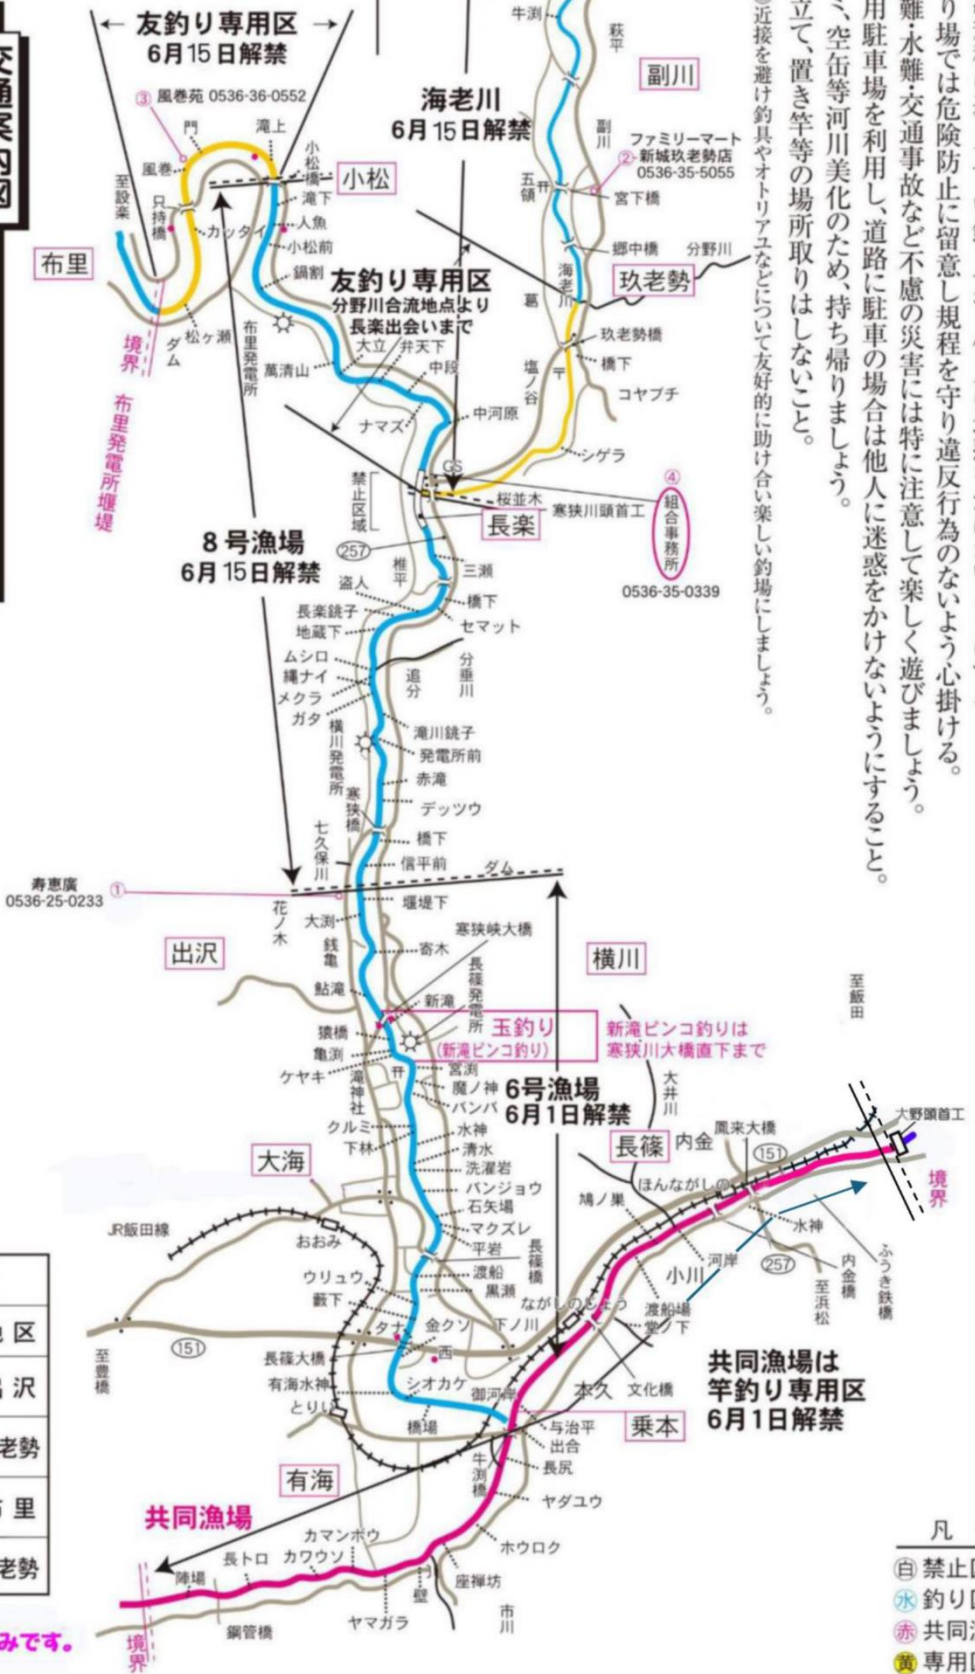 交通案内図
友釣り専用区
6月15日解禁
③ 風巻苑 0536-36-0552
門
滝上
小松橋
小松
風巻
滝下
至設楽
只持橋
カッタイ
人魚
小松前
布里
鍋割
松ヶ瀬
ダム
境界
布里発電所
布里発電所堰堤
萬清山
海老川
6月15日解禁
牛渕
萩平
副川
副川
ファミリーマート
②新城玖老勢店
0536-35-5055
五領
宮下橋
郷中橋
分野川
海老川
玖老勢
葛
玖老勢橋
橋下
塩ノ谷
〒
コヤブチ
シゲラ
友釣り専用区
分野川合流地点より
長楽出会いまで
大立
弁天下
中段
ナマズ
中河原
GS
禁止区域
桜並木
寒狭川頭首工
長楽
④
組合事務所
0536-35-0339
8号漁場
6月15日解禁
257
椎平
三瀬
盗人
橋下
長楽銚子
セマット
地蔵下
ムシロ
縄ナイ
メクラ
ガタ
追分
分垂川
滝川銚子
横川発電所
発電所前
赤滝
寒狭橋
デッツウ
七久保川
橋下
信平前
ダム
寿恵廣
0536-25-0233
①
花ノ木
堰堤下
大渕
寒狭峡大橋
銭亀
寄木
出沢
横川
鮎滝
新滝
長篠発電所
玉釣り
(新滝ピンコ釣り)
新滝ピンコ釣りは
寒狭川大橋直下まで
至飯田
猿橋
亀渕
ケヤキ
滝神社
宮渕
魔ノ神
バンバ
6号漁場
6月1日解禁
大井川
クルミ
下林
水神
清水
洗濯岩
バンジョウ
石矢場
マクズレ
平岩
長篠橋
渡船
黒瀬
大海
JR飯田線
おおみ
ウリュウ
藪下
タナ
金クソ
下ノ川
西
長篠大橋
有海水神
とりい
シオカケ
橋場
御河岸
151
至豊橋
長篠
内金
鳳来大橋
151
大野頭首工
境界
ほんながしの
鳩ノ巣
水神
河岸
小川
257
至浜松
内金橋
ふうき鉄橋
ながしのじょう
渡船場
堂ノ下
共同漁場は
竿釣り専用区
6月1日解禁
本久
文化橋
与治平
乗本
出合
牛渕橋
長尻
ヤダユウ
有海
共同漁場
ホウロク
カマンボウ
カワウソ
長トロ
陣場
座禅坊
壁
市川
ヤマガラ
鋼管橋
境界
り場では危険防止に留意し規程を守り違反行為のないよう心掛ける。
難・水難・交通事故など不慮の災害には特に注意して楽しく遊びましょう。
用駐車場を利用し、道路に駐車の場合は他人に迷惑をかけないようにすること。
ミ、空缶等河川美化のため、持ち帰りましょう。
立て、置き竿等の場所取りはしないこと。
近接を避け釣具やオトリアユなどについて友好的に助け合い楽しい釣場にしましょう。
区
沢
老勢
里
老勢
みです。
凡
白 禁止
水 釣り
赤 共同
黄 専用